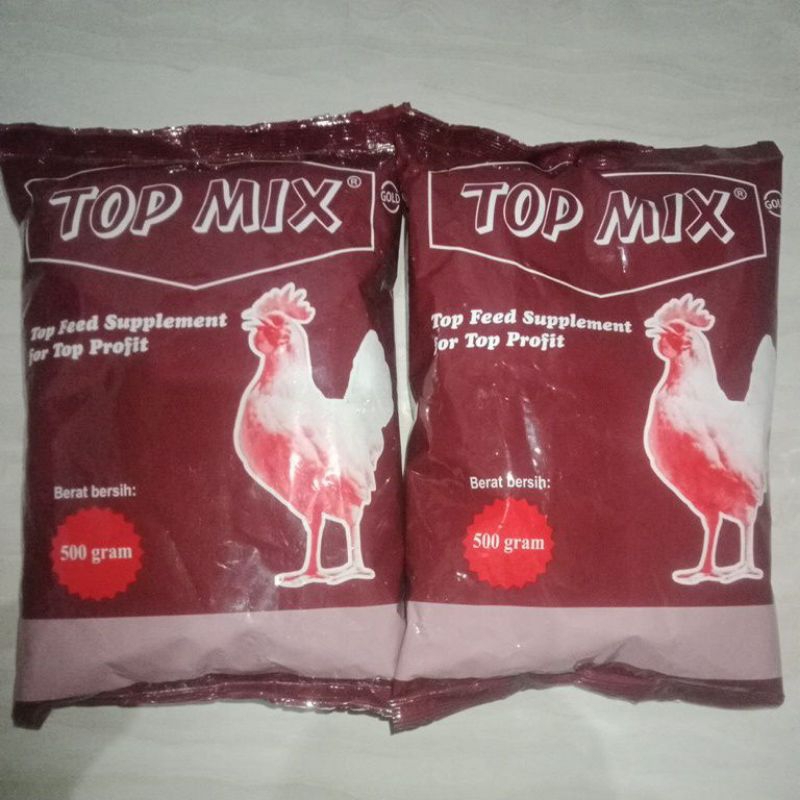 TOP MIX®
GOLD
Top Feed Supplement
for Top Profit
Berat bersih:
500 gram
TOP MIX®
GOL
Top Feed Supplement
for Top Profit
Berat bersih:
500 gram